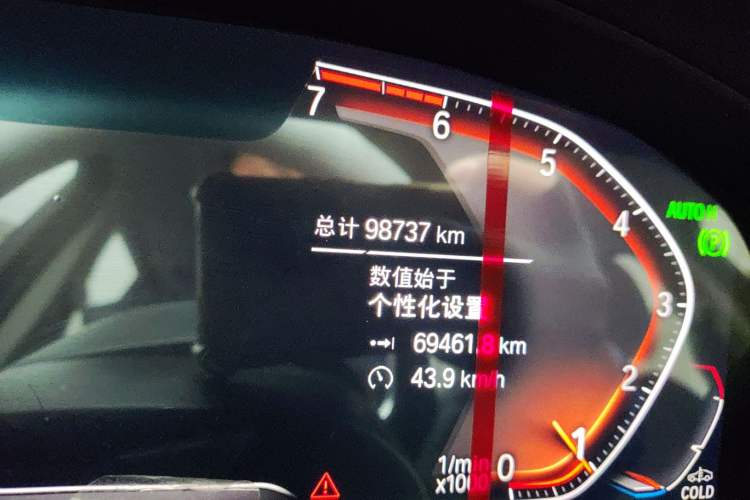 7
6
5
4
AUTO H
(P)
总计 98737 km
数值始于
个性化设置
3
69461.8 km
43.9 km/h
2
1
1/min
x1000
0
COLD